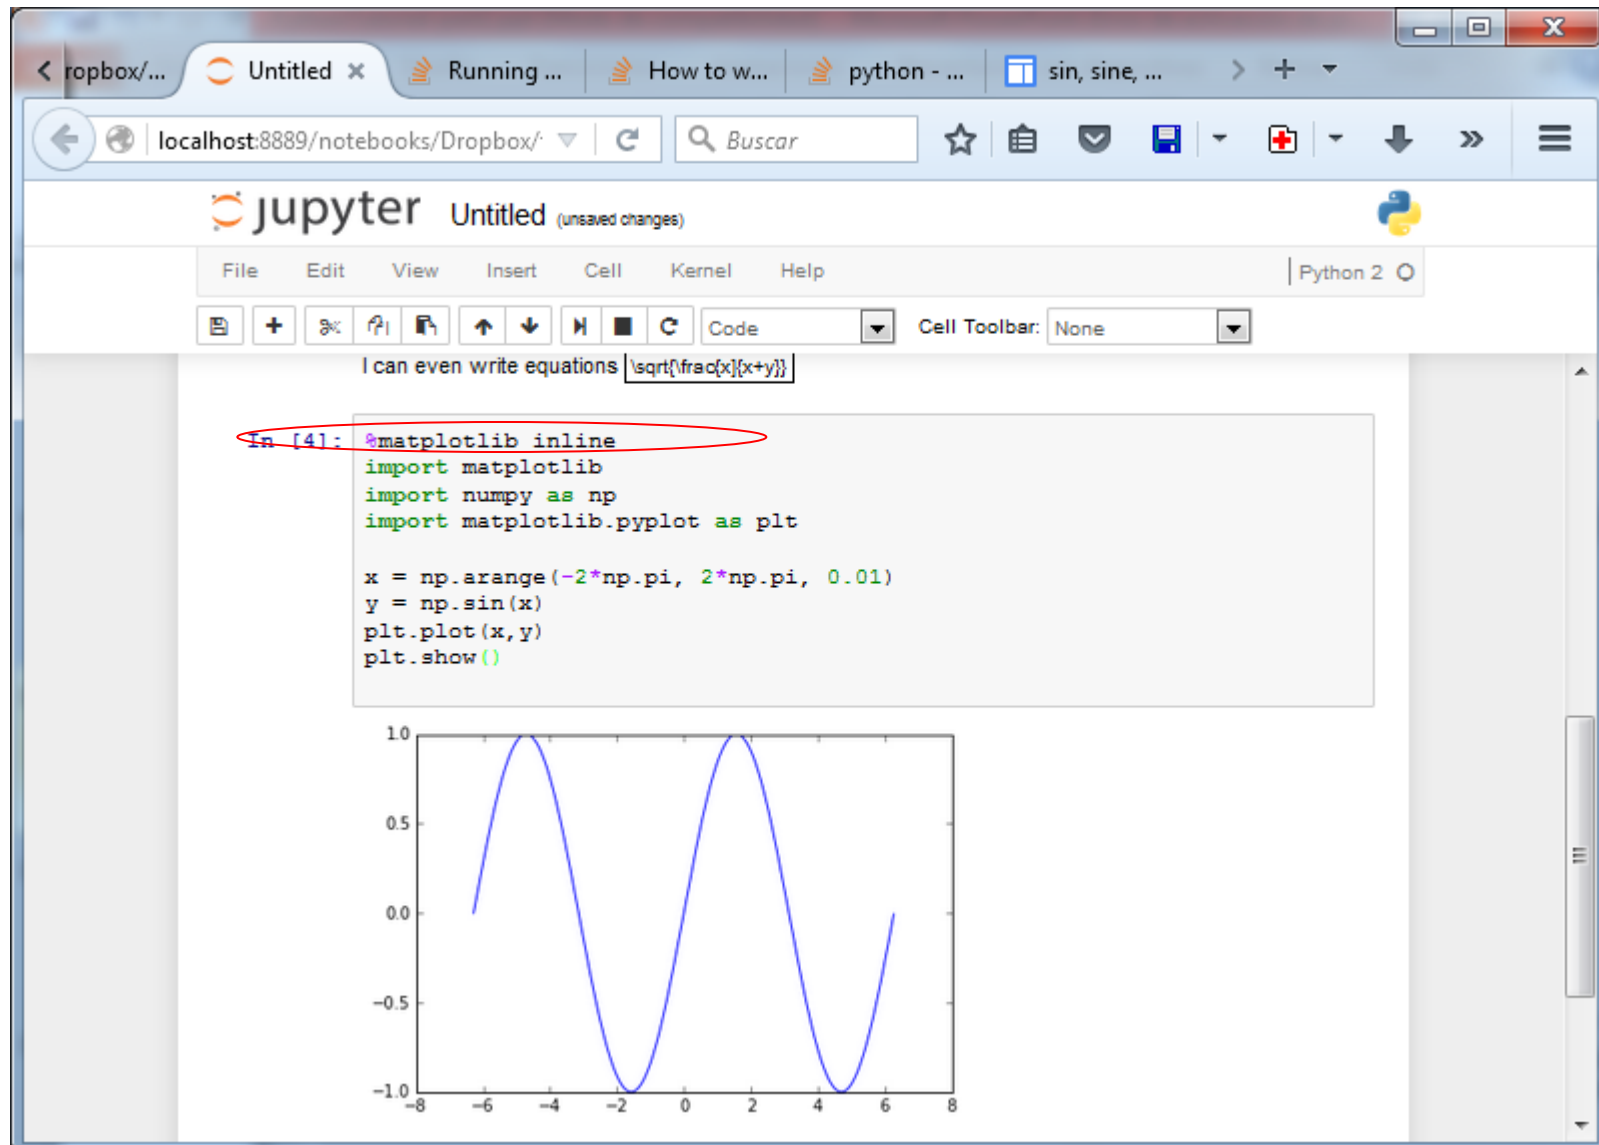 ropbox/... Untitled Running ... How to w... python - ... sin, sine, ...
localhost:8889/notebooks/Dropbox/ Buscar
jupyter Untitled (unsaved changes)
File Edit View Insert Cell Kernel Help Python 2
Code Cell Toolbar: None
I can even write equations \sqrt{\frac{x}{x+y}}
In [4]: %matplotlib inline
import matplotlib
import numpy as np
import matplotlib.pyplot as plt
x = np.arange(-2*np.pi, 2*np.pi, 0.01)
y = np.sin(x)
plt.plot(x,y)
plt.show()
1.0
0.5
0.0
−0.5
−1.0
−8 −6 −4 −2 0 2 4 6 8